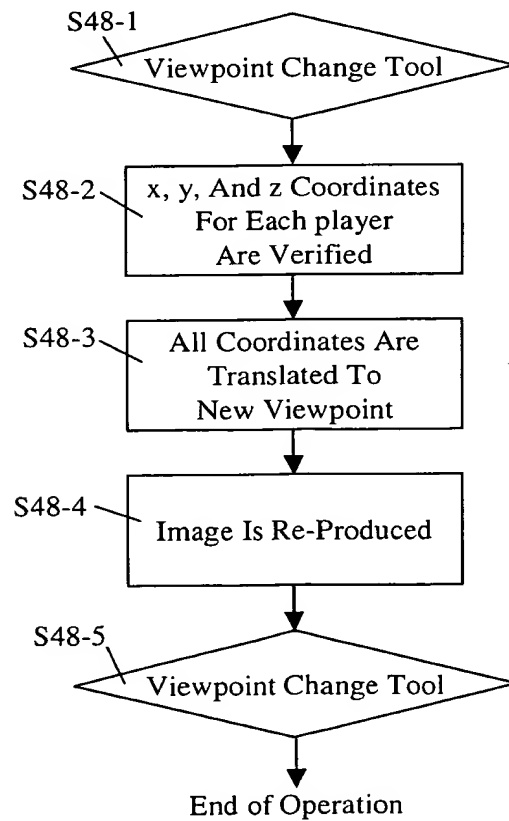 S48-1
Viewpoint Change Tool
S48-2
x, y, And z Coordinates
For Each player
Are Verified
S48-3
All Coordinates Are
Translated To
New Viewpoint
S48-4
Image Is Re-Produced
S48-5
Viewpoint Change Tool
End of Operation